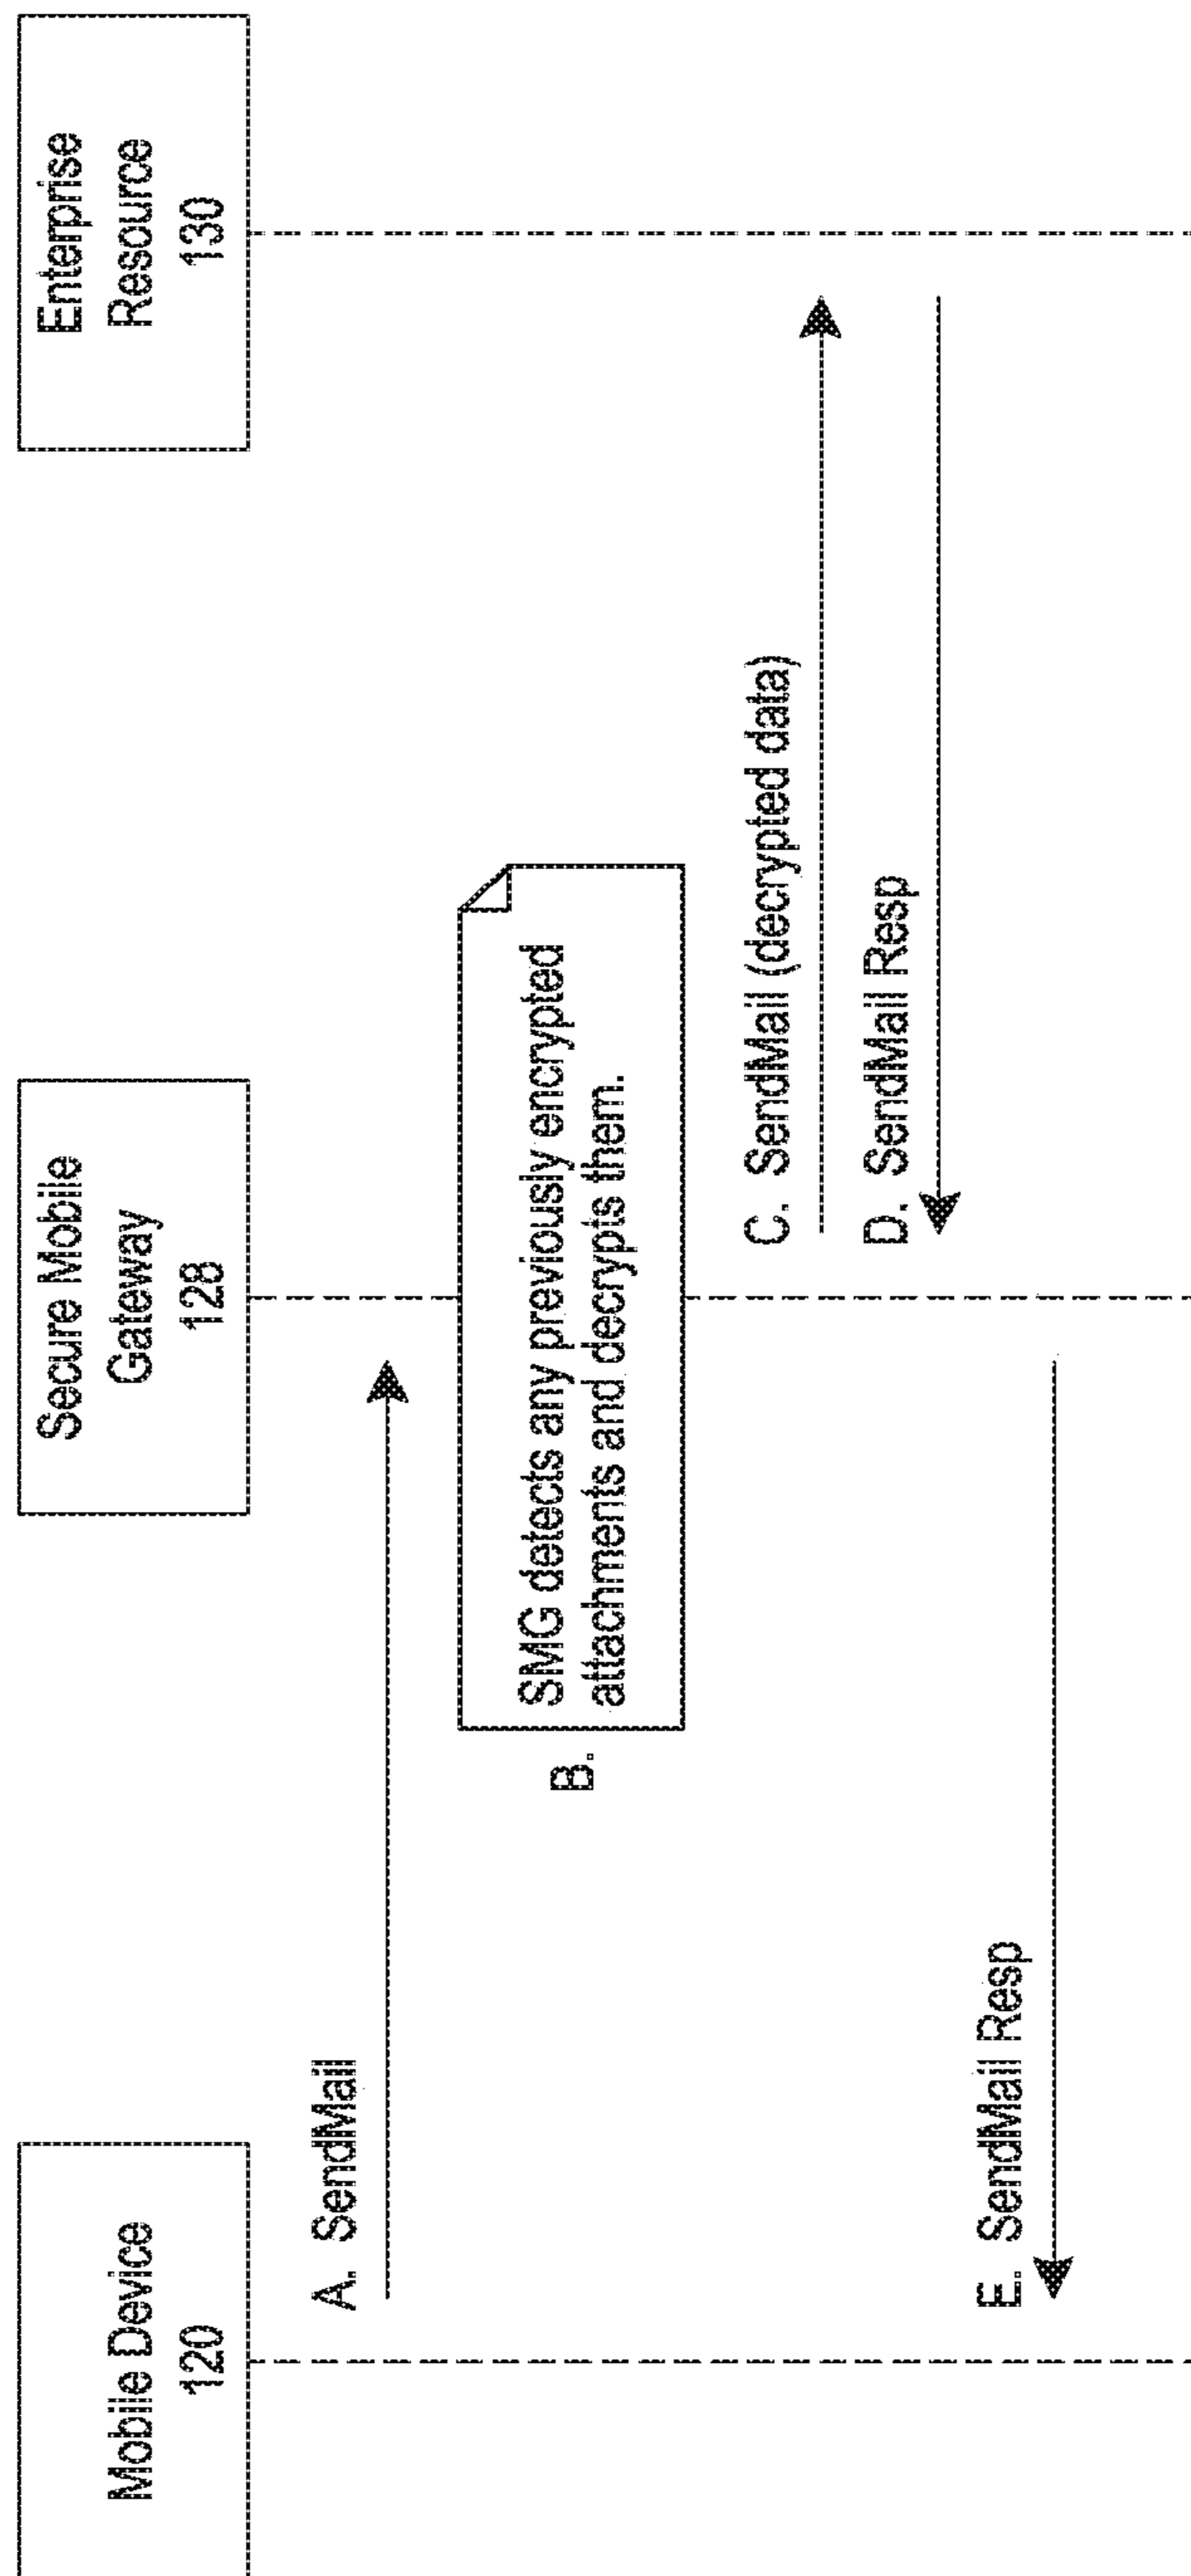 Mobile Device
120
Secure Mobile
Gateway
128
Enterprise
Resource
130
A. SendMail
B.
SMG detects any previously encrypted
attachments and decrypts them.
C. SendMail (decrypted data)
D. SendMail Resp
E. SendMail Resp